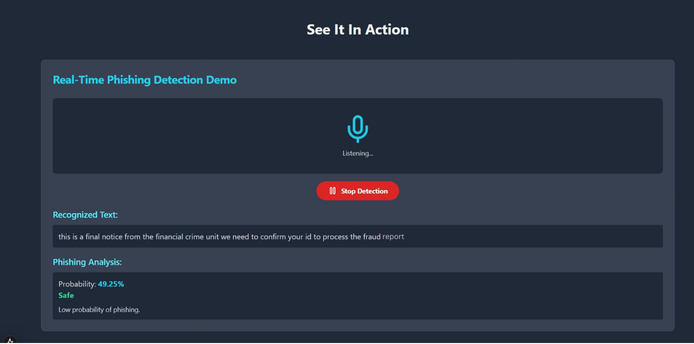 See It In Action
Real-Time Phishing Detection Demo
Listening...
Stop Detection
Recognized Text:
this is a final notice from the financial crime unit we need to confirm your id to process the fraud report
Phishing Analysis:
Probability: 49.25%
Safe
Low probability of phishing.